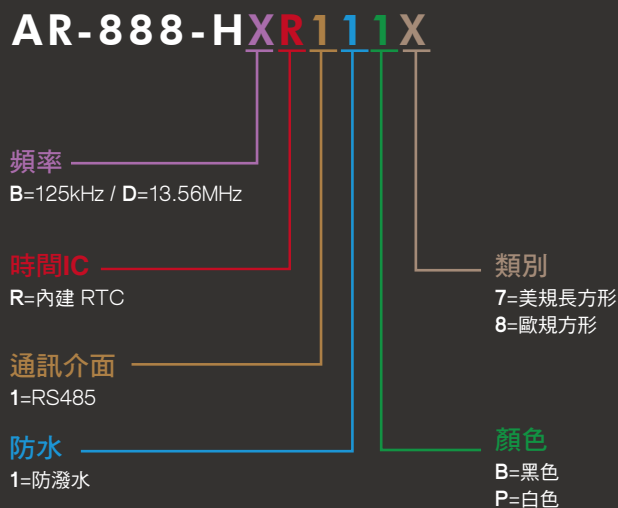 AR-888-HXR111X
頻率
B=125kHz / D=13.56MHz
時間IC
R=內建 RTC
通訊介面
1=RS485
防水
1=防潑水
類別
7=美規長方形
8=歐規方形
顏色
B=黑色
P=白色